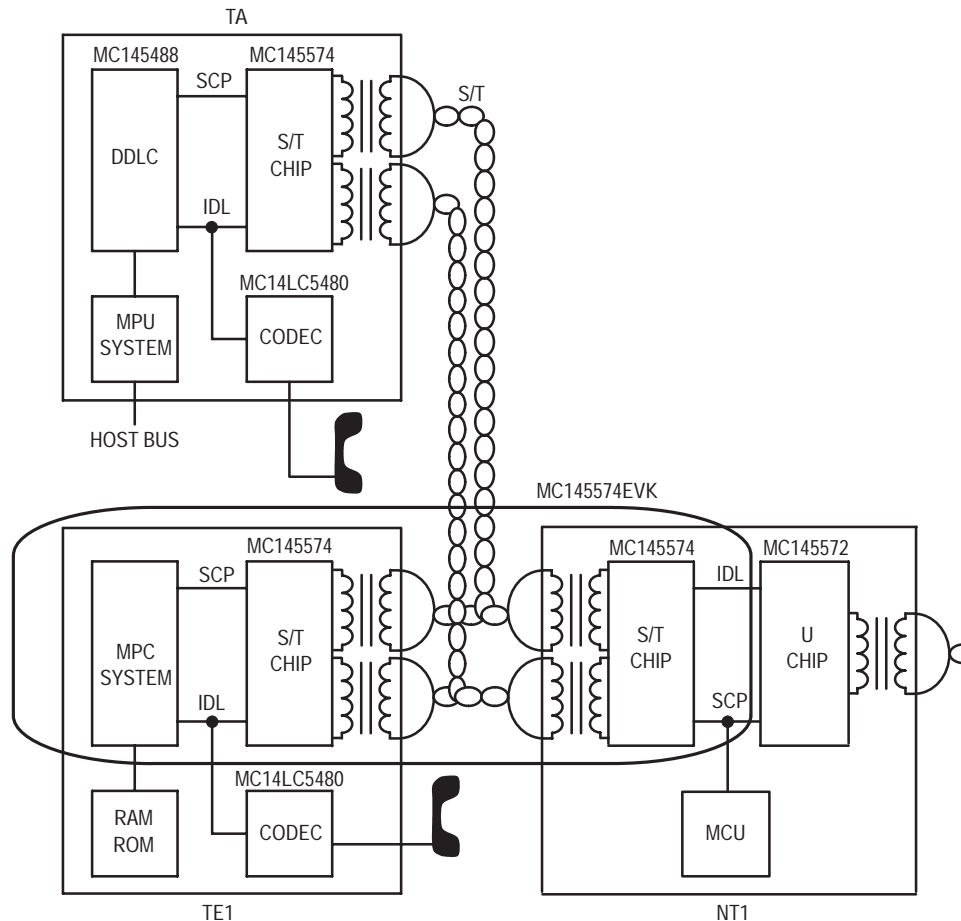 TA
MC145488
MC145574
SCP
S/T
DDLC
S/T
CHIP
IDL
MC14LC5480
MPU
SYSTEM
CODEC
HOST BUS
MC145574EVK
MC145574
MC145574
MC145572
SCP
IDL
MPC
SYSTEM
S/T
CHIP
S/T
CHIP
U
CHIP
IDL
SCP
MC14LC5480
RAM
ROM
CODEC
MCU
TE1
NT1